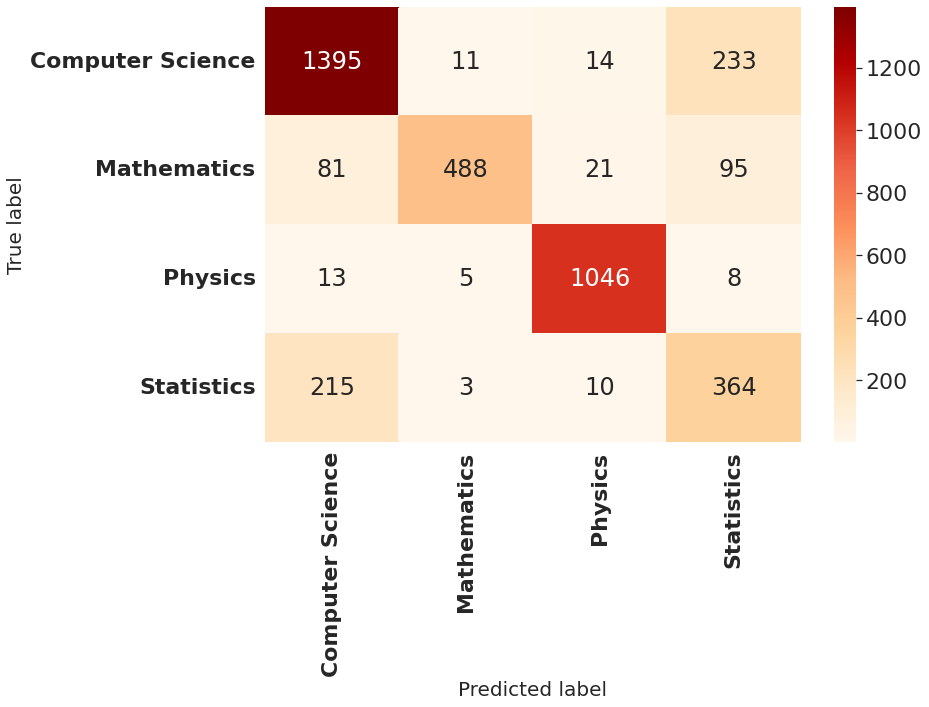 Computer Science 1395 11 14 233
Mathematics 81 488 21 95
Physics 13 5 1046 8
Statistics 215 3 10 364
True label
Computer Science
Mathematics
Physics
Statistics
Predicted label
1200
1000
800
600
400
200